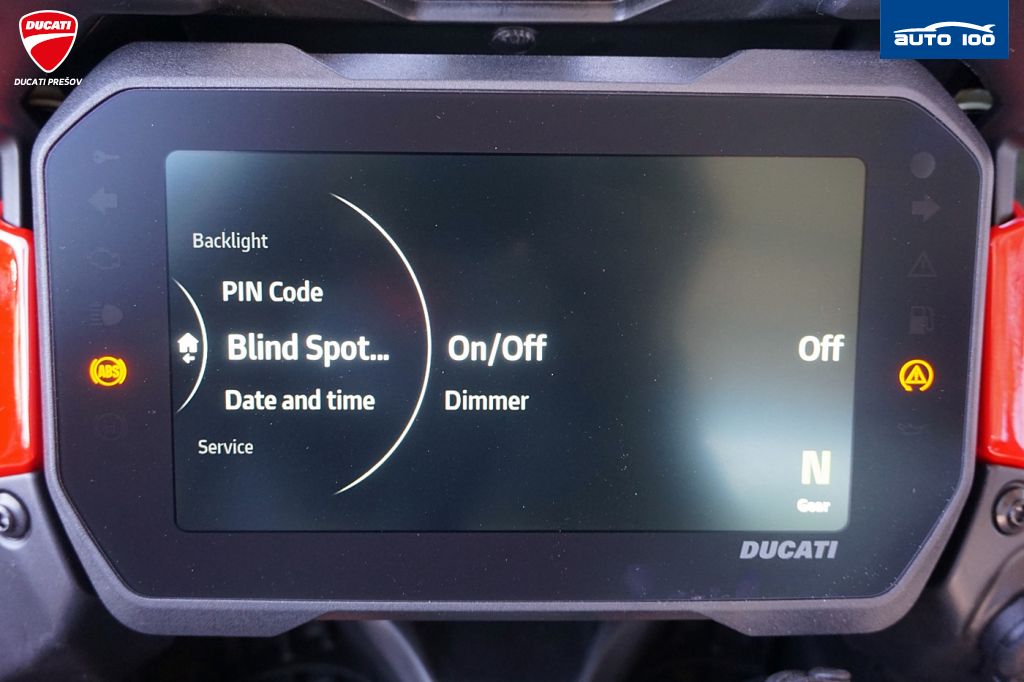 DUCATI
DUCATI PREŠOV
AUTO 100
Backlight
PIN Code
Blind Spot...
On/Off
Off
ABS
Date and time
Dimmer
Service
N
Gear
DUCATI